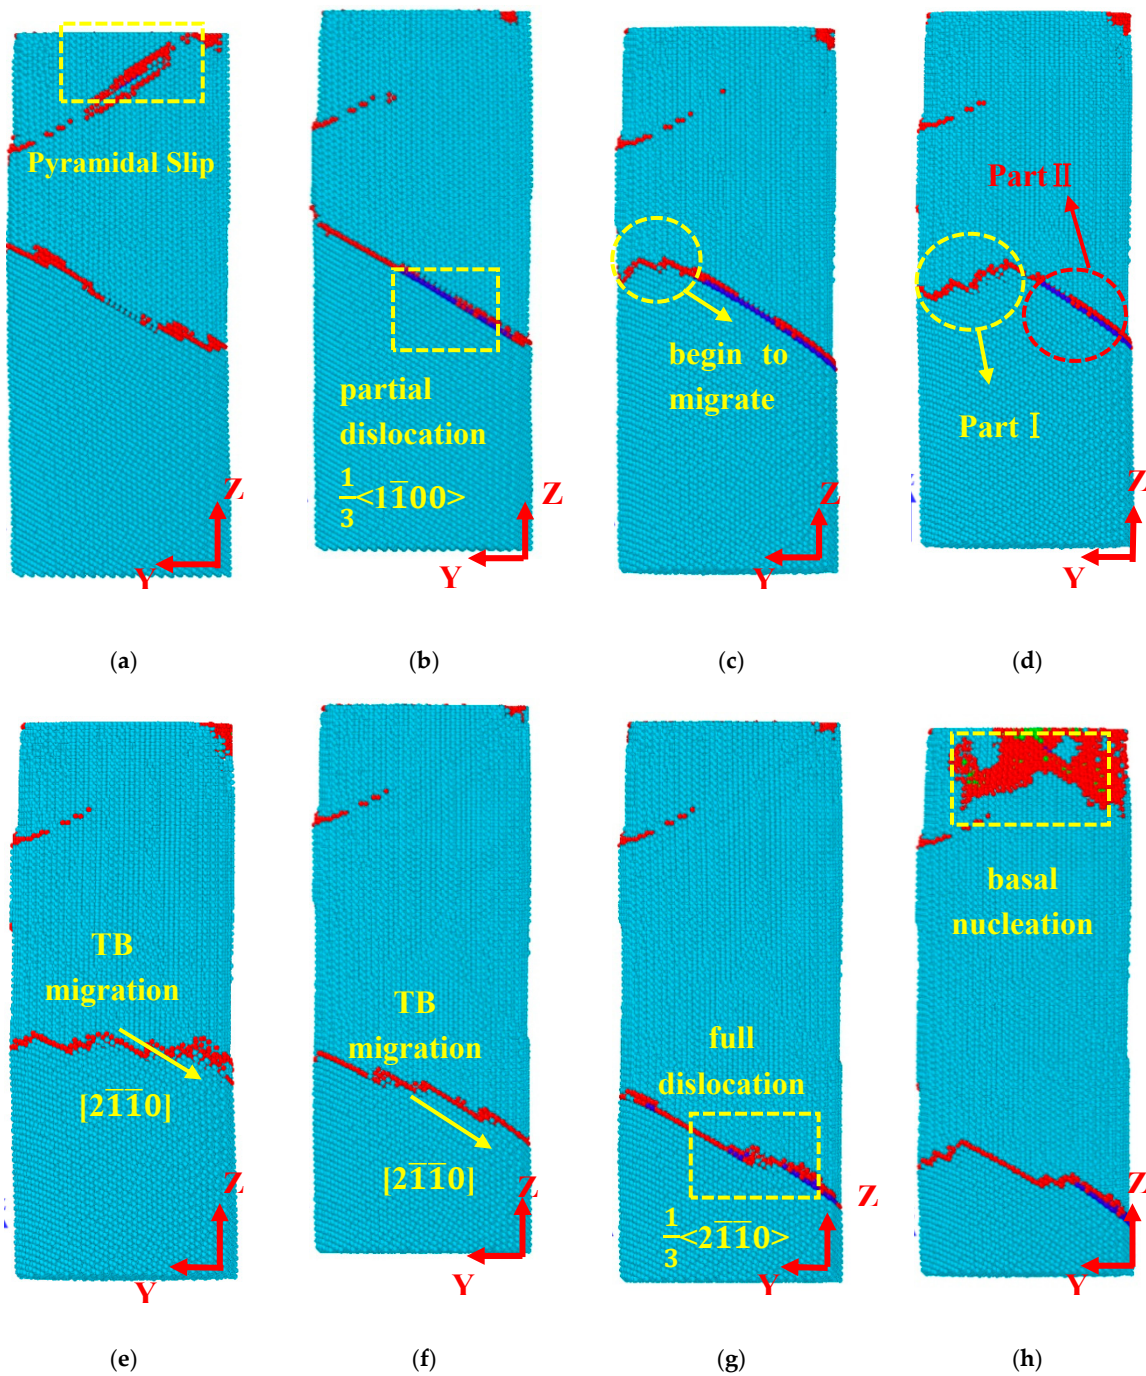 Pyramidal Slip
Z
Y
(a)
partial
dislocation
1/3<11̅00>
Z
Y
(b)
begin to
migrate
Z
Y
(c)
Part Ⅱ
Part Ⅰ
Z
Y
(d)
TB
migration
[21̅1̅0]
Z
Y
(e)
TB
migration
[21̅1̅0]
Z
Y
(f)
full
dislocation
1/3<21̅1̅0>
Z
Y
(g)
basal
nucleation
Z
Y
(h)